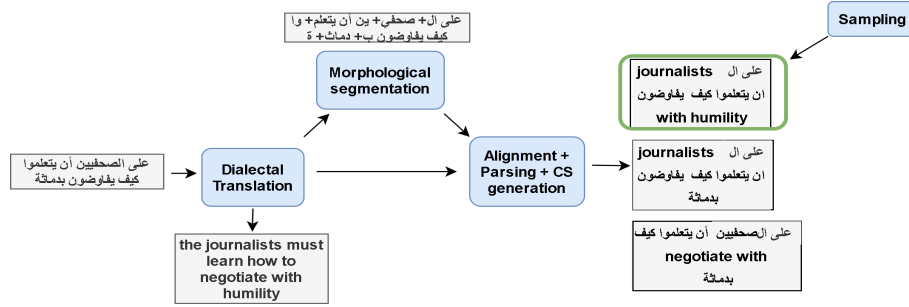 على ال+ صحفي+ ين أن يتعلم+ وا
كيف يفاوضون ب+ دماث+ ة
Sampling
Morphological
segmentation
على ال journalists
ان يتعلموا كيف يفاوضون
with humility
على الصحفيين أن يتعلموا
كيف يفاوضون بدماثة
Dialectal
Translation
Alignment +
Parsing + CS
generation
على ال journalists
ان يتعلموا كيف يفاوضون
بدماثة
the journalists must
learn how to
negotiate with
humility
على الصحفيين أن يتعلموا كيف
negotiate with
بدماثة